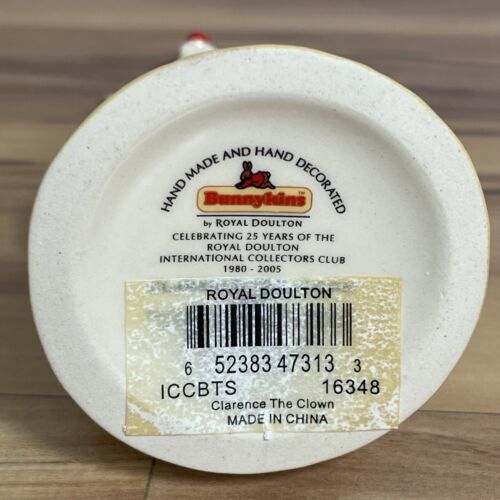 HAND MADE AND HAND DECORATED
Bunnykins™
by ROYAL DOULTON
CELEBRATING 25 YEARS OF THE
ROYAL DOULTON
INTERNATIONAL COLLECTORS CLUB
1980 - 2005
ROYAL DOULTON
6 52383 47313 3
ICCBTS 16348
Clarence The Clown
MADE IN CHINA